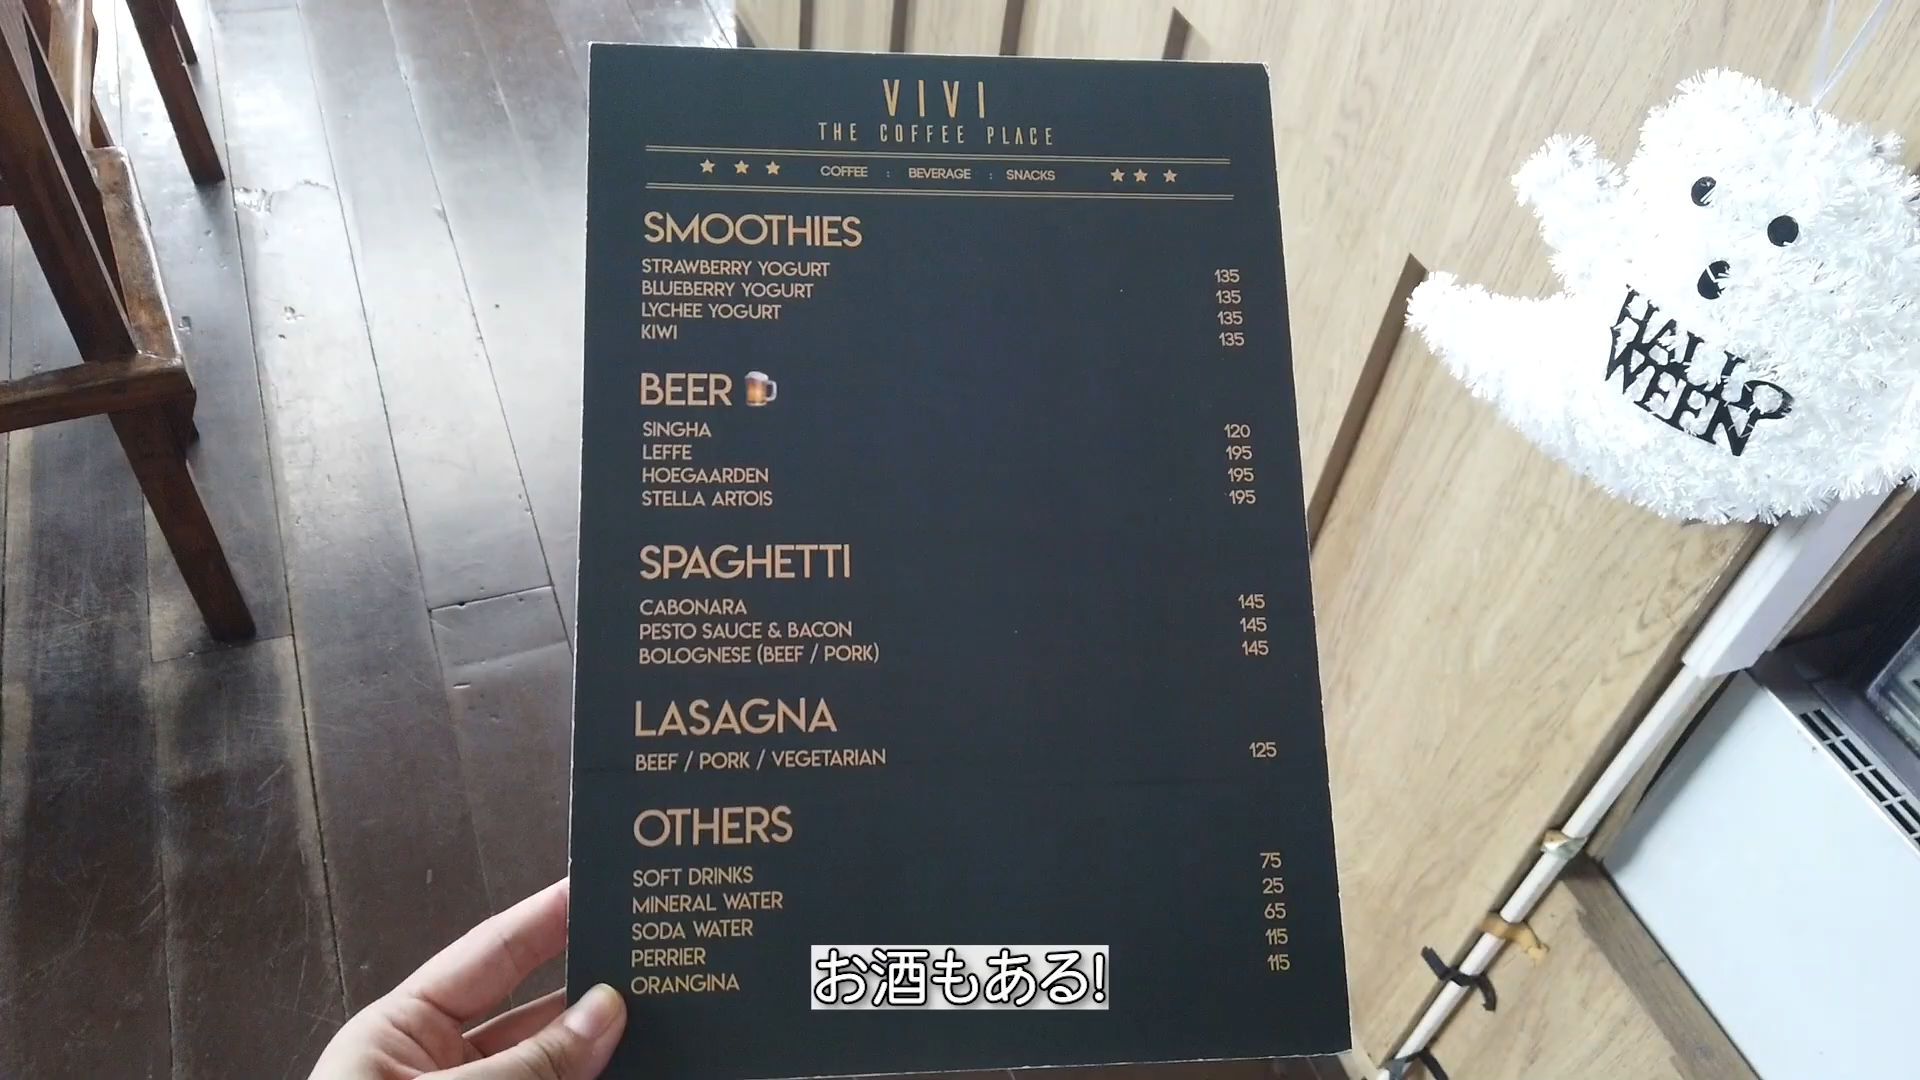 VIVI
THE COFFEE PLACE
COFFEE : BEVERAGE : SNACKS
SMOOTHIES
STRAWBERRY YOGURT 135
BLUEBERRY YOGURT 135
LYCHEE YOGURT 135
KIWI 135
BEER
SINGHA 120
LEFFE 195
HOEGAARDEN 195
STELLA ARTOIS 195
SPAGHETTI
CABONARA 145
PESTO SAUCE & BACON 145
BOLOGNESE (BEEF / PORK) 145
LASAGNA
BEEF / PORK / VEGETARIAN 125
OTHERS
SOFT DRINKS 75
MINERAL WATER 25
SODA WATER 65
PERRIER 115
ORANGINA 115
お酒もある!
HALLO
WEEN